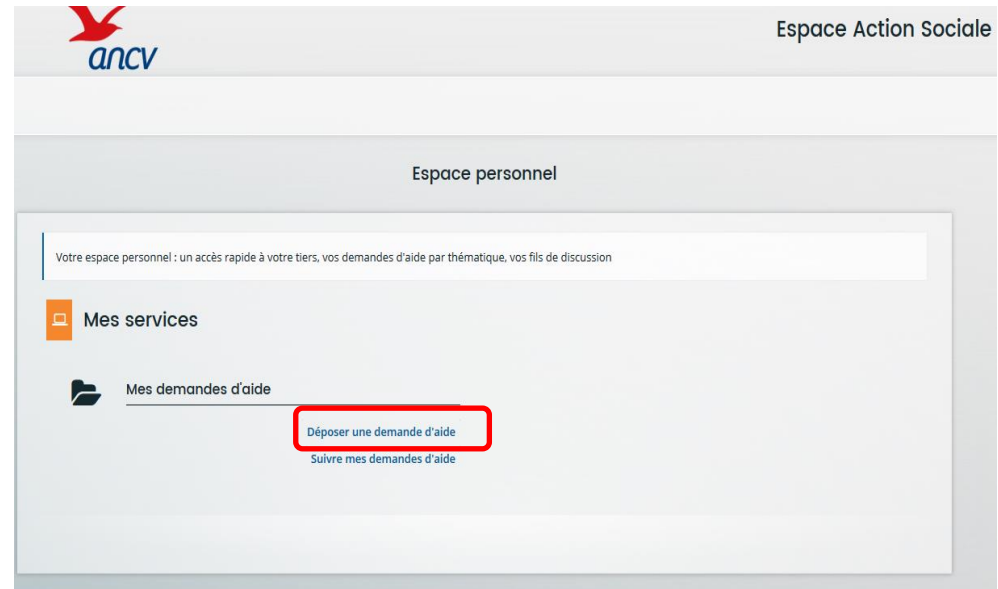 ancv
Espace Action Sociale
Espace personnel
Votre espace personnel : un accès rapide à votre tiers, vos demandes d'aide par thématique, vos fils de discussion
Mes services
Mes demandes d'aide
Déposer une demande d'aide
Suivre mes demandes d'aide